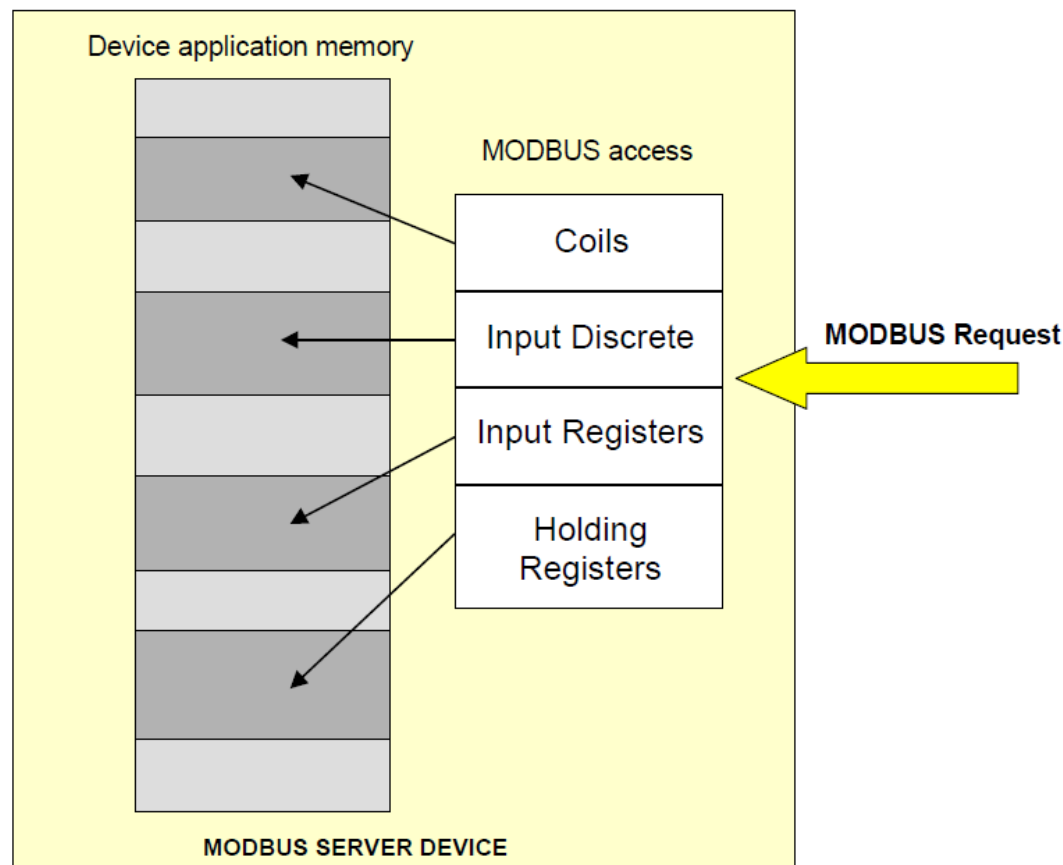 Device application memory
MODBUS access
Coils
Input Discrete
MODBUS Request
Input Registers
Holding
Registers
MODBUS SERVER DEVICE